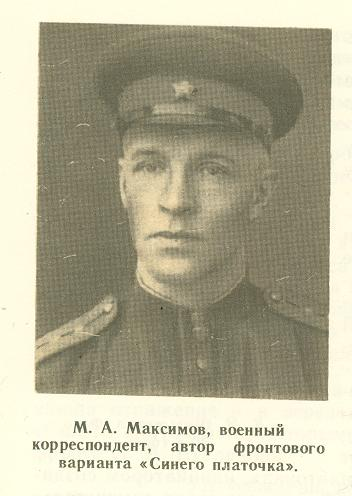 М. А. Максимов, военный
корреспондент, автор фронтового
варианта «Синего платочка».